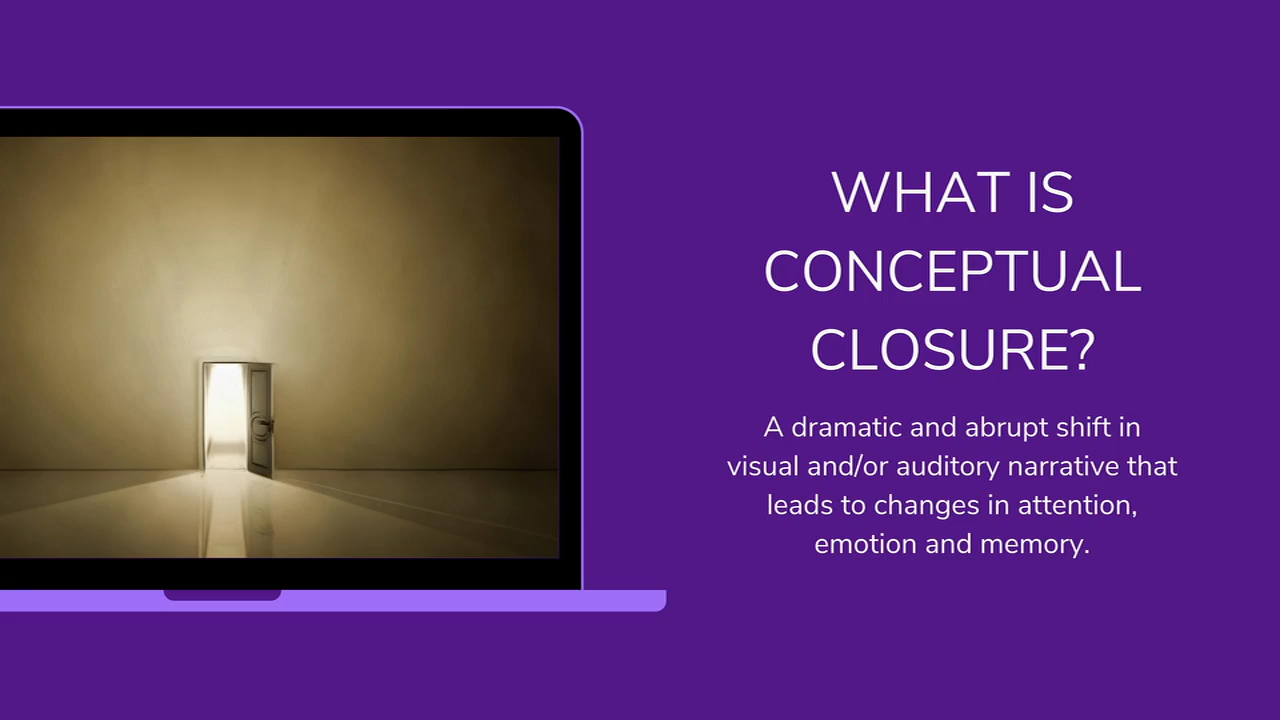 WHAT IS
CONCEPTUAL
CLOSURE?
A dramatic and abrupt shift in
visual and/or auditory narrative that
leads to changes in attention,
emotion and memory.